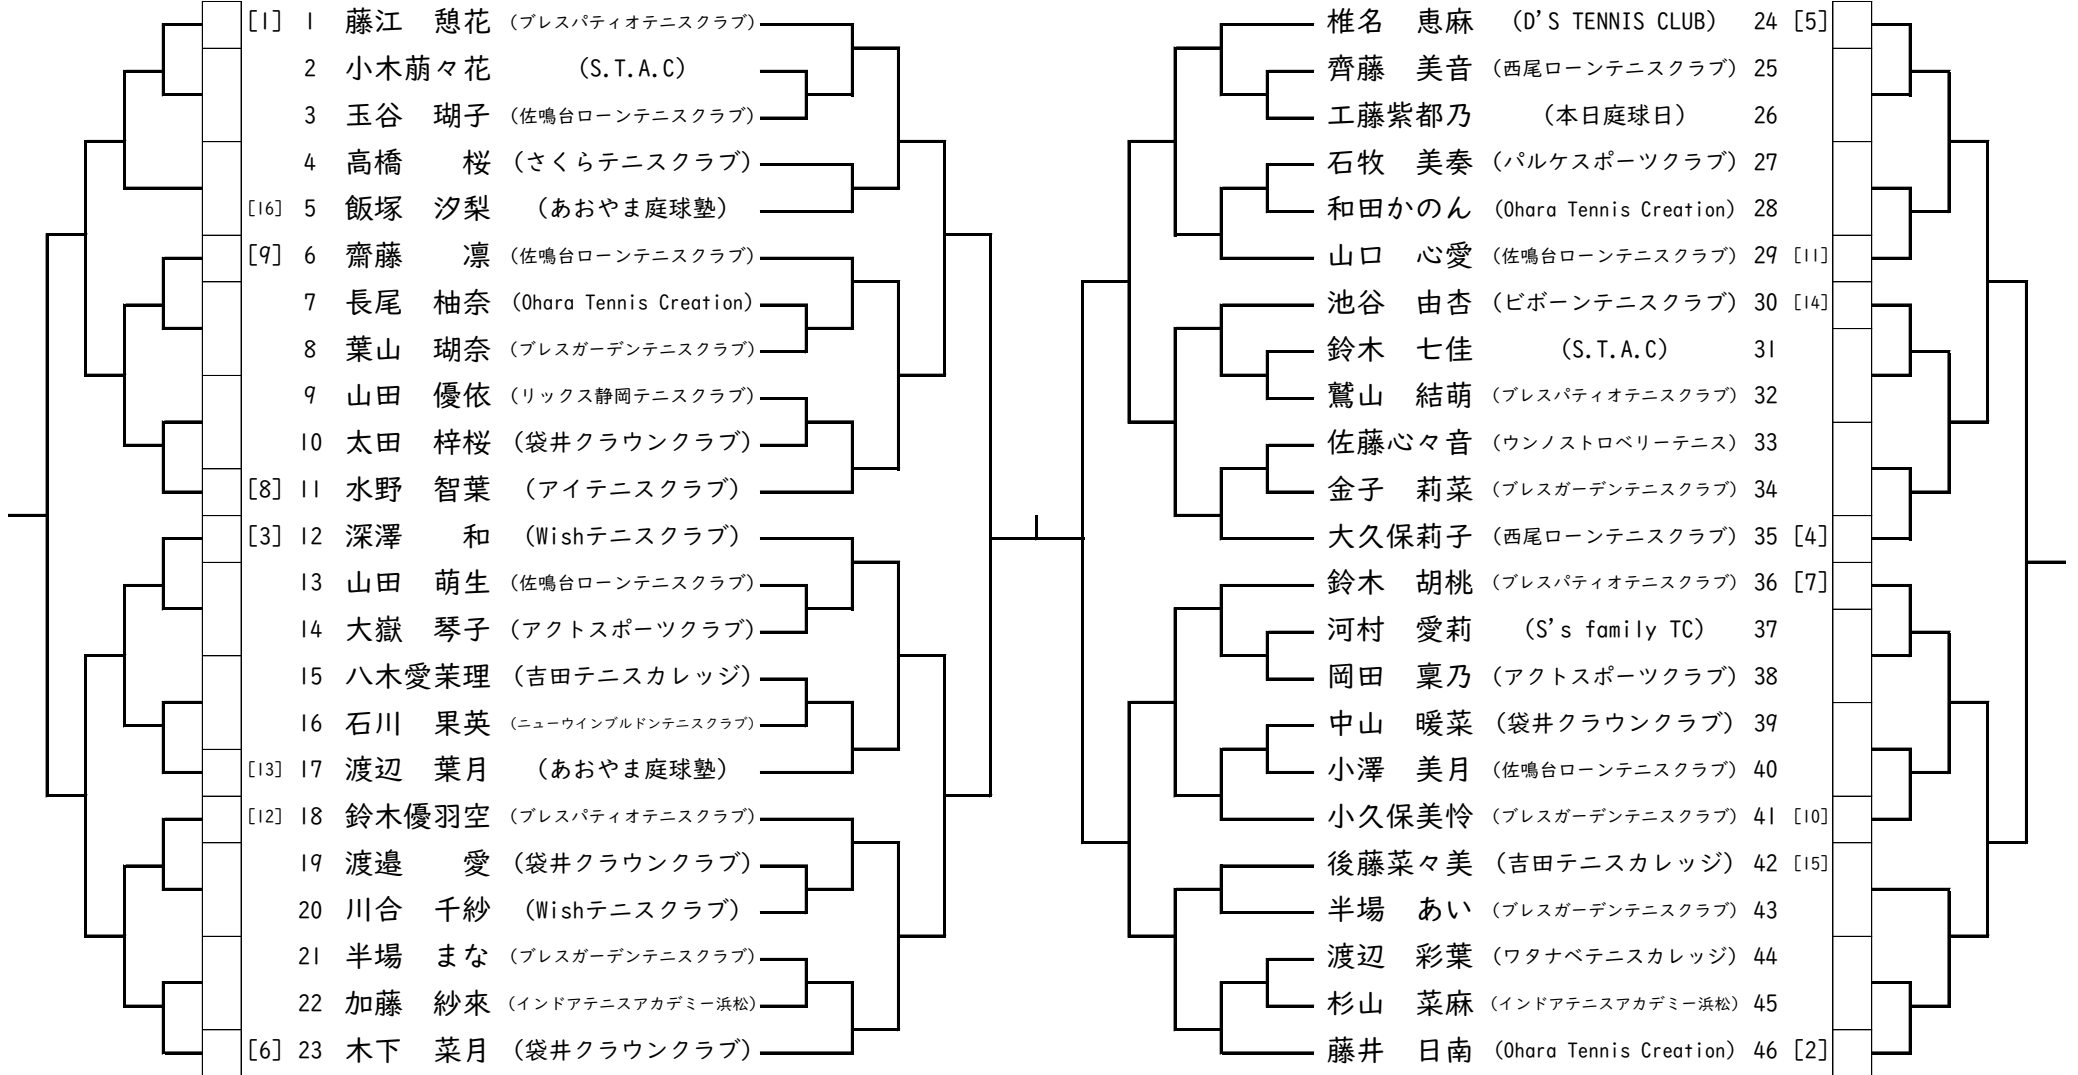 [1] 1 藤江 憩花 (ブレスパティオテニスクラブ)
2 小木萠々花 (S.T.A.C)
3 玉谷 瑚子 (佐鳴台ローンテニスクラブ)
4 高橋 桜 (さくらテニスクラブ)
[16] 5 飯塚 汐梨 (あおやま庭球塾)
[9] 6 齋藤 凛 (佐鳴台ローンテニスクラブ)
7 長尾 柚奈 (Ohara Tennis Creation)
8 葉山 瑚奈 (ブレスガーデンテニスクラブ)
9 山田 優依 (リックス静岡テニスクラブ)
10 太田 梓桜 (袋井クラウンクラブ)
[8] 11 水野 智葉 (アイテニスクラブ)
[3] 12 深澤 和 (Wishテニスクラブ)
13 山田 萌生 (佐鳴台ローンテニスクラブ)
14 大嶽 琴子 (アクトスポーツクラブ)
15 八木愛茉理 (吉田テニスカレッジ)
16 石川 果英 (ニューウインブルドンテニスクラブ)
[13] 17 渡辺 葉月 (あおやま庭球塾)
[12] 18 鈴木優羽空 (ブレスパティオテニスクラブ)
19 渡邉 愛 (袋井クラウンクラブ)
20 川合 千紗 (Wishテニスクラブ)
21 半場 まな (ブレスガーデンテニスクラブ)
22 加藤 紗來 (インドアテニスアカデミー浜松)
[6] 23 木下 菜月 (袋井クラウンクラブ)
椎名 恵麻 (D'S TENNIS CLUB) 24 [5]
齊藤 美音 (西尾ローンテニスクラブ) 25
工藤紫都乃 (本日庭球日) 26
石牧 美奏 (パルケスポーツクラブ) 27
和田かのん (Ohara Tennis Creation) 28
山口 心愛 (佐鳴台ローンテニスクラブ) 29 [11]
池谷 由杏 (ビボーンテニスクラブ) 30 [14]
鈴木 七佳 (S.T.A.C) 31
鷲山 結萌 (ブレスパティオテニスクラブ) 32
佐藤心々音 (ウンノストロベリーテニス) 33
金子 莉菜 (ブレスガーデンテニスクラブ) 34
大久保莉子 (西尾ローンテニスクラブ) 35 [4]
鈴木 胡桃 (ブレスパティオテニスクラブ) 36 [7]
河村 愛莉 (S's family TC) 37
岡田 稟乃 (アクトスポーツクラブ) 38
中山 暖菜 (袋井クラウンクラブ) 39
小澤 美月 (佐鳴台ローンテニスクラブ) 40
小久保美怜 (ブレスガーデンテニスクラブ) 41 [10]
後藤菜々美 (吉田テニスカレッジ) 42 [15]
半場 あい (ブレスガーデンテニスクラブ) 43
渡辺 彩葉 (ワタナベテニスカレッジ) 44
杉山 菜麻 (インドアテニスアカデミー浜松) 45
藤井 日南 (Ohara Tennis Creation) 46 [2]